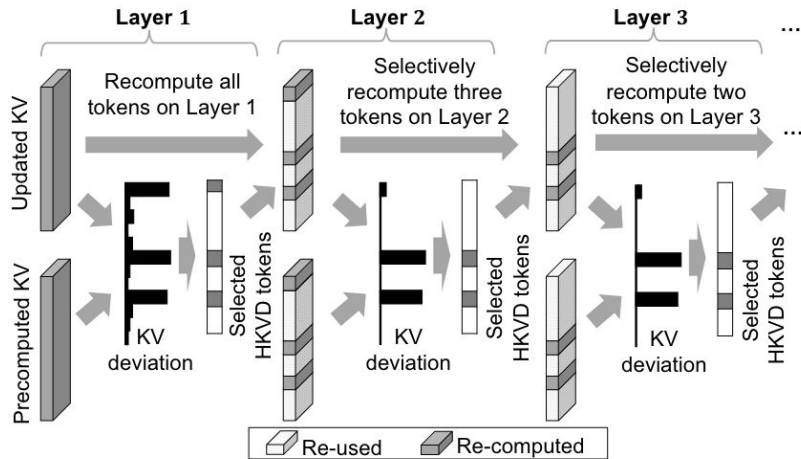 Layer 1
Layer 2
Layer 3
...
Updated KV
Recompute all
tokens on Layer 1
Selectively
recompute three
tokens on Layer 2
Selectively
recompute two
tokens on Layer 3
...
Precomputed KV
KV
deviation
Selected
HKVD tokens
KV
deviation
Selected
HKVD tokens
KV
deviation
Selected
HKVD tokens
Re-used
Re-computed